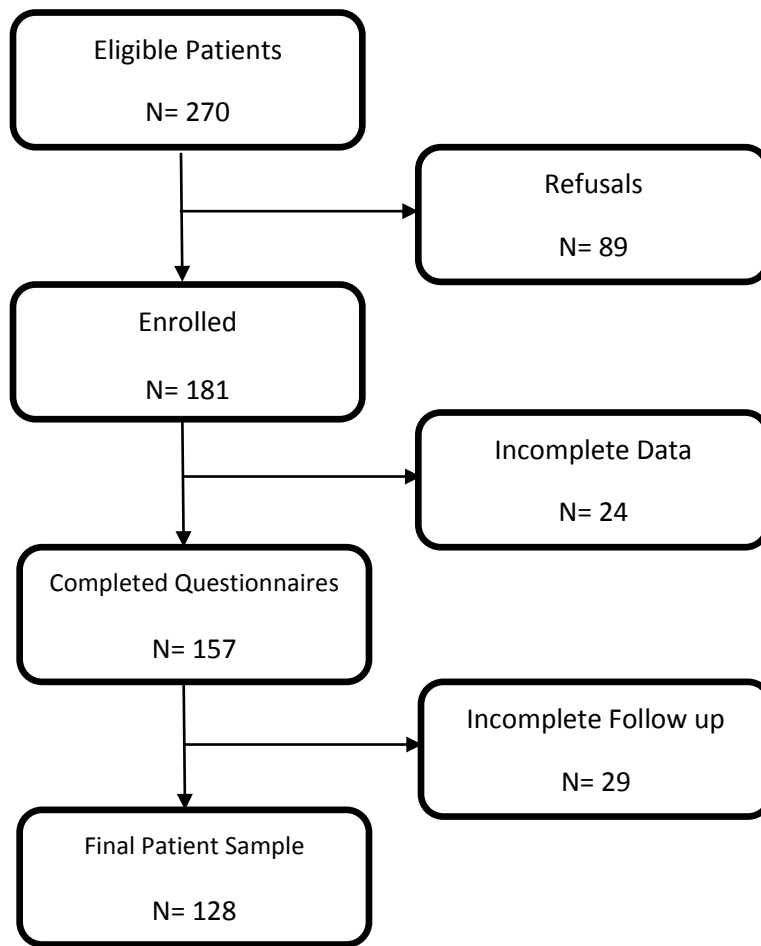 Eligible Patients
N= 270
Refusals
N= 89
Enrolled
N= 181
Incomplete Data
N= 24
Completed Questionnaires
N= 157
Incomplete Follow up
N= 29
Final Patient Sample
N= 128